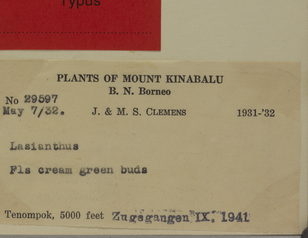 Typus
PLANTS OF MOUNT KINABALU
B. N. Borneo
No 29597
May 7/32. J. & M. S. CLEMENS 1931-'32
Lasianthus
Fls cream green buds
Tenompok, 5000 feet Zugegangen IX. 1941